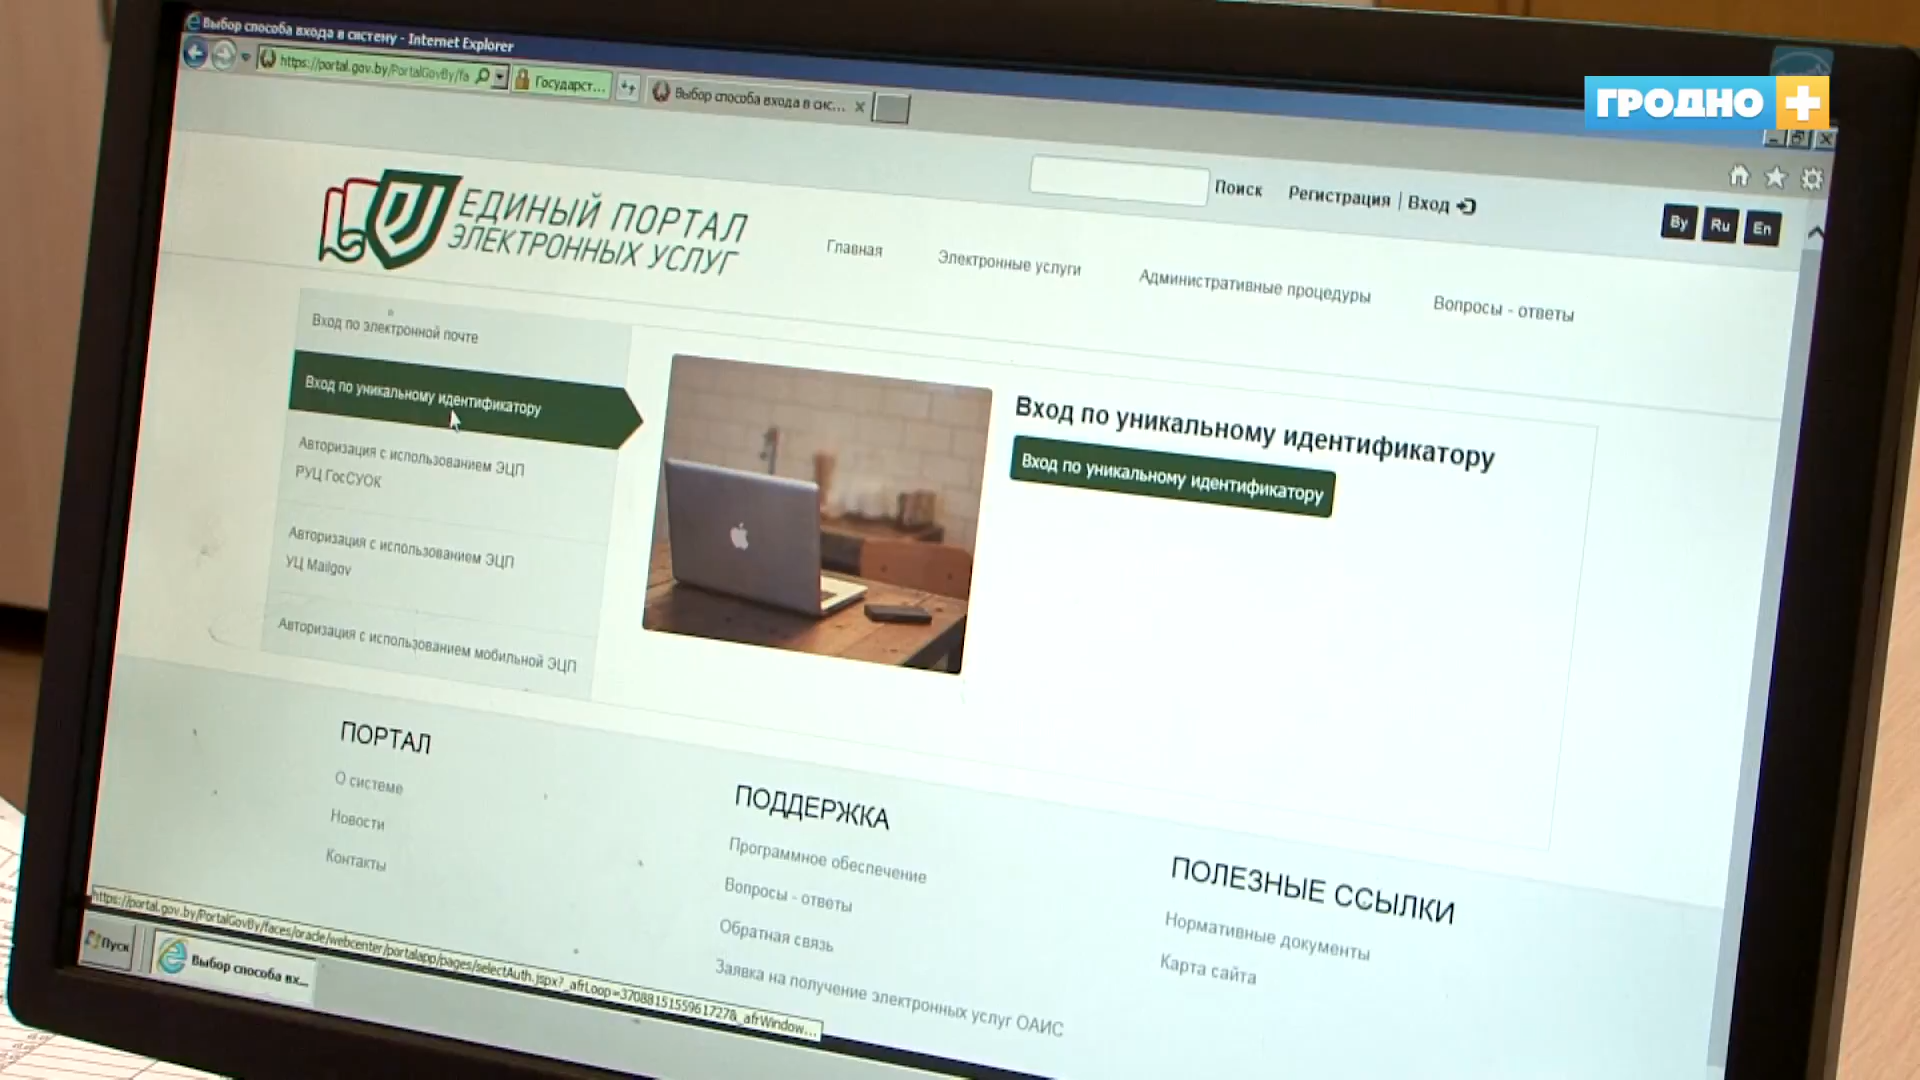 Выбор способа входа в систему - Internet Explorer
https://portal.gov.by/PortalGovBy/fa
Государст...
Выбор способа входа в сис...
ГРОДНО +
ЕДИНЫЙ ПОРТАЛ
ЭЛЕКТРОННЫХ УСЛУГ
Поиск
Регистрация | Вход
By Ru En
Главная
Электронные услуги
Административные процедуры
Вопросы - ответы
Вход по электронной почте
Вход по уникальному идентификатору
Авторизация с использованием ЭЦП
РУЦ ГосСУОК
Авторизация с использованием ЭЦП
УЦ Mailgov
Авторизация с использованием мобильной ЭЦП
Вход по уникальному идентификатору
Вход по уникальному идентификатору
ПОРТАЛ
О системе
Новости
Контакты
ПОДДЕРЖКА
Программное обеспечение
Вопросы - ответы
Обратная связь
Заявка на получение электронных услуг ОАИС
ПОЛЕЗНЫЕ ССЫЛКИ
Нормативные документы
Карта сайта
https://portal.gov.by/PortalGovBy/faces/oracle/webcenter/portalapp/pages/selectAuth.jspx?_afrLoop=3708815155961727&_afrWindow...
Пуск
Выбор способа вх...